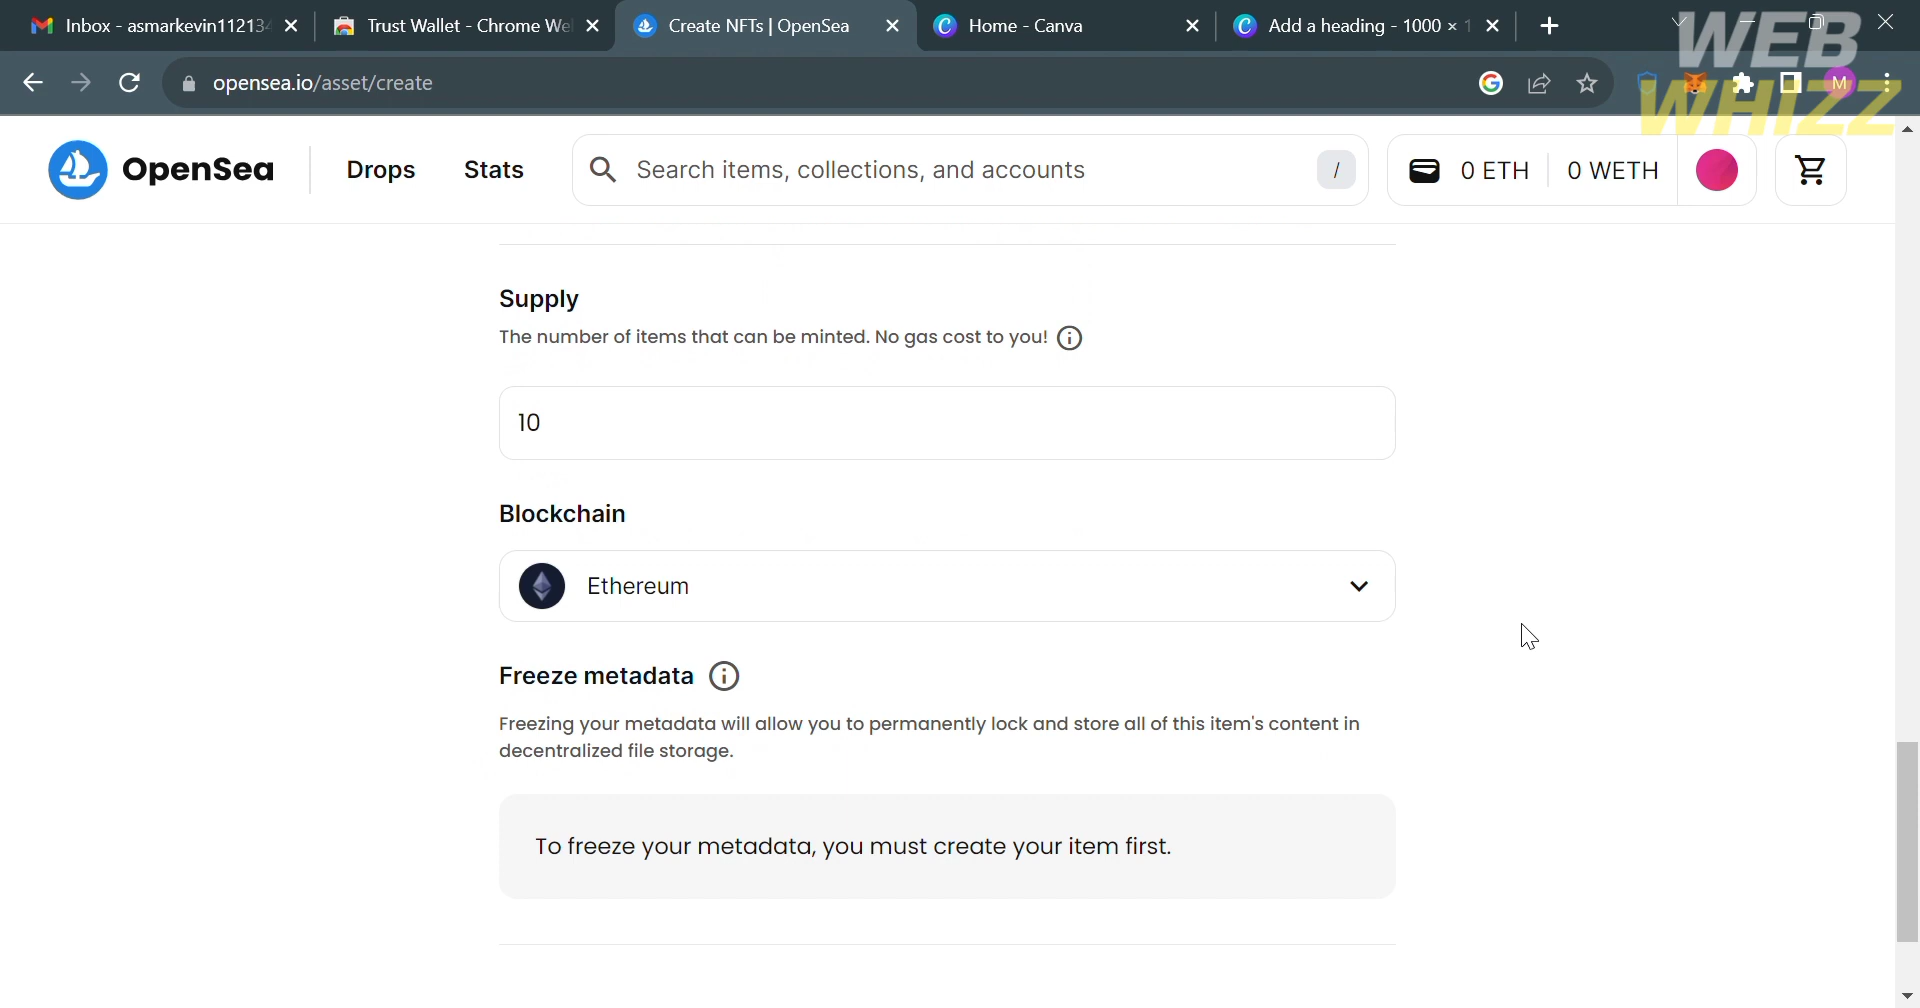 Inbox - asmarkevin11213
Trust Wallet - Chrome We
Create NFTs | OpenSea
Home - Canva
Add a heading - 1000 × 1
WEB
WHIZZ
opensea.io/asset/create
M
OpenSea
Drops
Stats
Search items, collections, and accounts
/
0 ETH
0 WETH
Supply
The number of items that can be minted. No gas cost to you!
10
Blockchain
Ethereum
Freeze metadata
Freezing your metadata will allow you to permanently lock and store all of this item's content in
decentralized file storage.
To freeze your metadata, you must create your item first.